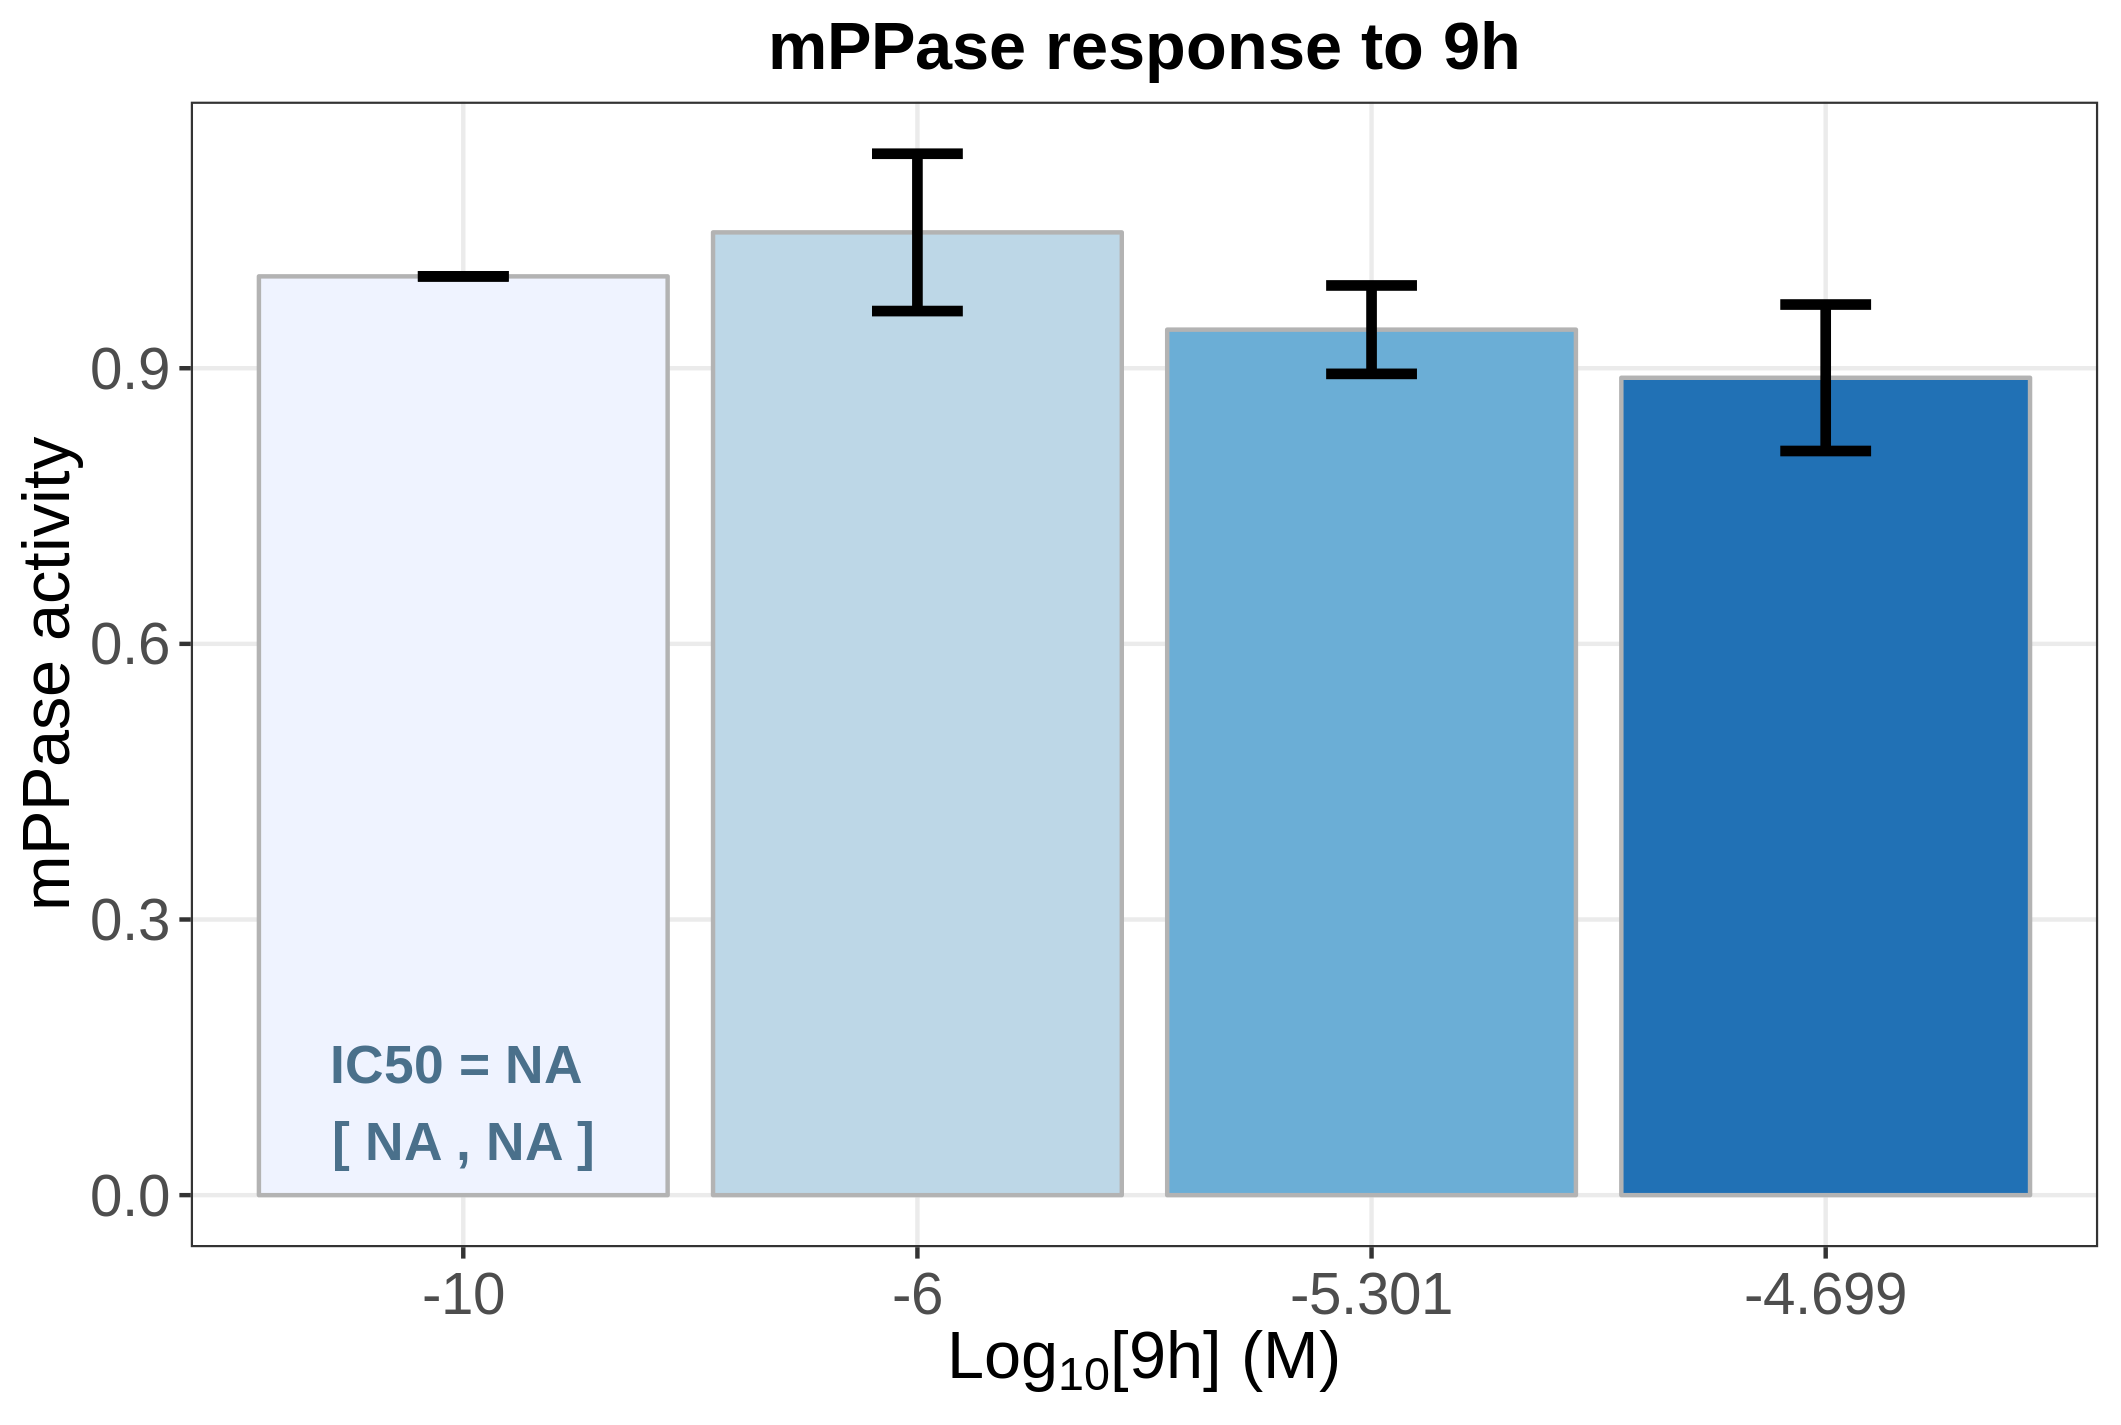 mPPase response to 9h
mPPase activity
0.9
0.6
0.3
0.0
IC50 = NA
[ NA , NA ]
-10
-6
-5.301
-4.699
Log₁₀[9h] (M)